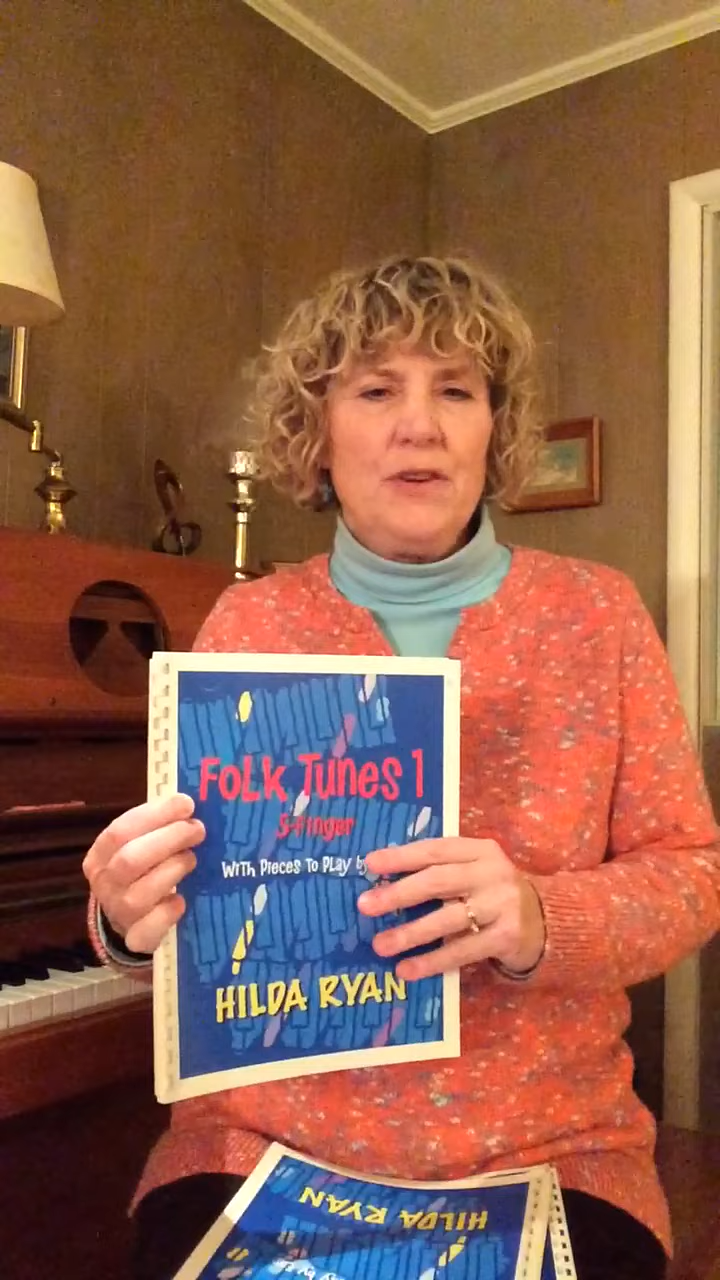 Folk Tunes 1
5-Finger
With Pieces To Play by
HILDA RYAN
HILDA RYAN